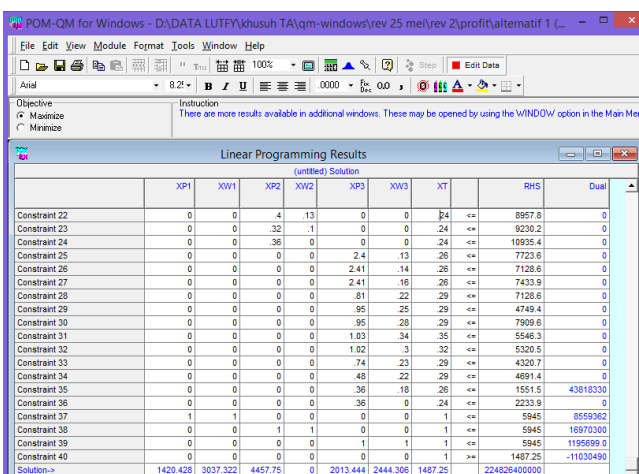 POM-QM for Windows - D:\DATA LUTFY\khusuh TA\qm-windows\rev 25 mei\rev 2\profit\alternatif 1 (...
File Edit View Module Format Tools Window Help
100% Step Edit Data
Arial 8.2! B I U .0000 Fix Dec 0.0 , A
Objective
Maximize
Minimize
Instruction
There are more results available in additional windows. These may be opened by using the WINDOW option in the Main Me
Linear Programming Results
(untitled) Solution
XP1 XW1 XP2 XW2 XP3 XW3 XT RHS Dual
Constraint 22 0 0 .4 .13 0 0 .24 <= 8957.8 0
Constraint 23 0 0 .32 .1 0 0 .24 <= 9230.2 0
Constraint 24 0 0 .36 0 0 0 .24 <= 10935.4 0
Constraint 25 0 0 0 0 2.4 .13 .26 <= 7723.6 0
Constraint 26 0 0 0 0 2.41 .14 .26 <= 7128.6 0
Constraint 27 0 0 0 0 2.41 .16 .26 <= 7433.9 0
Constraint 28 0 0 0 0 .81 .22 .29 <= 7128.6 0
Constraint 29 0 0 0 0 .95 .25 .29 <= 4749.4 0
Constraint 30 0 0 0 0 .95 .28 .29 <= 7909.6 0
Constraint 31 0 0 0 0 1.03 .34 .35 <= 5546.3 0
Constraint 32 0 0 0 0 1.02 .3 .32 <= 5320.5 0
Constraint 33 0 0 0 0 .74 .23 .29 <= 4320.7 0
Constraint 34 0 0 0 0 .48 .22 .29 <= 4691.4 0
Constraint 35 0 0 0 0 .36 .18 .26 <= 1551.5 43818330
Constraint 36 0 0 0 0 .36 0 .24 <= 2233.9 0
Constraint 37 1 1 0 0 0 0 1 <= 5945 8559362
Constraint 38 0 0 1 1 0 0 1 <= 5945 16970300
Constraint 39 0 0 0 0 1 1 1 <= 5945 1195699.0
Constraint 40 0 0 0 0 0 0 1 >= 1487.25 -11030490
Solution-> 1420.428 3037.322 4457.75 0 2013.444 2444.306 1487.25 224826400000